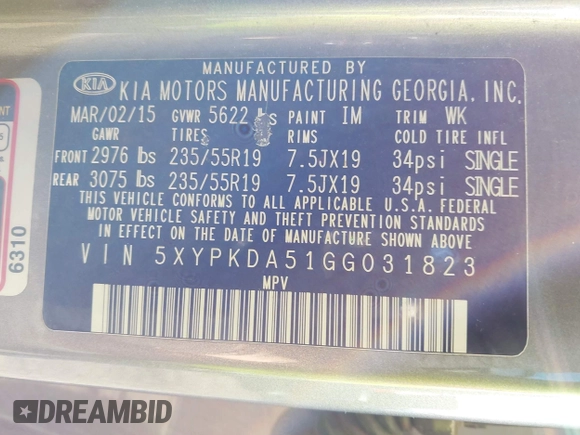 MANUFACTURED BY
KIA KIA MOTORS MANUFACTURING GEORGIA, INC.
MAR/02/15 GVWR 5622 lbs PAINT IM TRIM WK
GAWR TIRES RIMS COLD TIRE INFL
FRONT 2976 lbs 235/55R19 7.5JX19 34psi SINGLE
REAR 3075 lbs 235/55R19 7.5JX19 34psi SINGLE
THIS VEHICLE CONFORMS TO ALL APPLICABLE U.S.A. FEDERAL
MOTOR VEHICLE SAFETY AND THEFT PREVENTION STANDARDS
IN EFFECT ON THE DATE OF MANUFACTURE SHOWN ABOVE.
VIN 5XYPKDA51GG031823
MPV
6310
DREAMBID